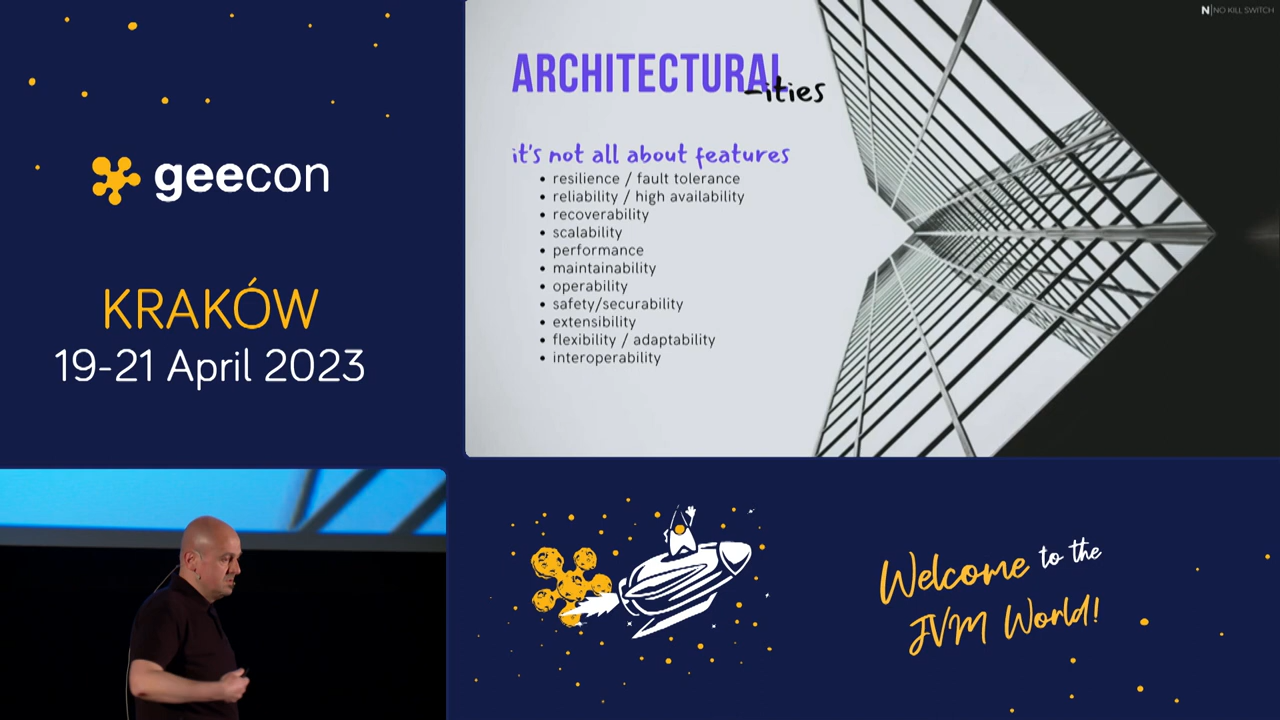 geecon
KRAKÓW
19-21 April 2023
N|NO KILL SWITCH
ARCHITECTURAL
-ities
it's not all about features
• resilience / fault tolerance
• reliability / high availability
• recoverability
• scalability
• performance
• maintainability
• operability
• safety/securability
• extensibility
• flexibility / adaptability
• interoperability
Welcome to the
JVM World!